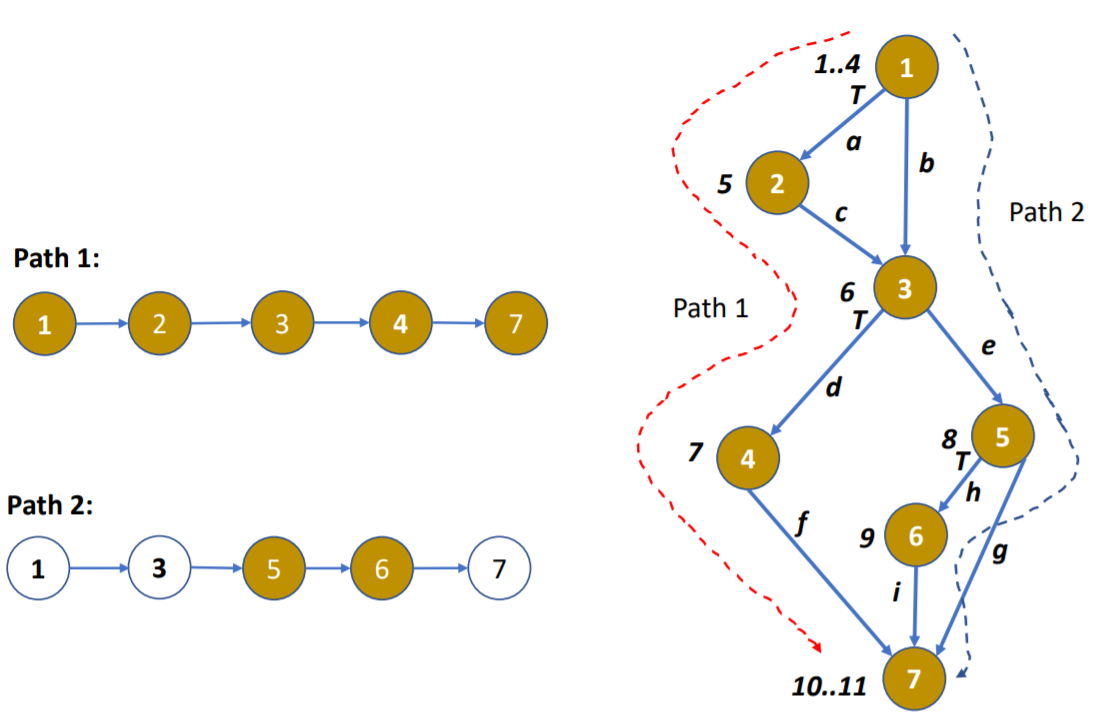 Path 1:
1 2 3 4 7
Path 2:
1 3 5 6 7
1..4 1
T
a
b
5 2
c
Path 2
6 3
T
Path 1
e
d
7 4
8 5
T
h
f
9 6
g
i
10..11 7